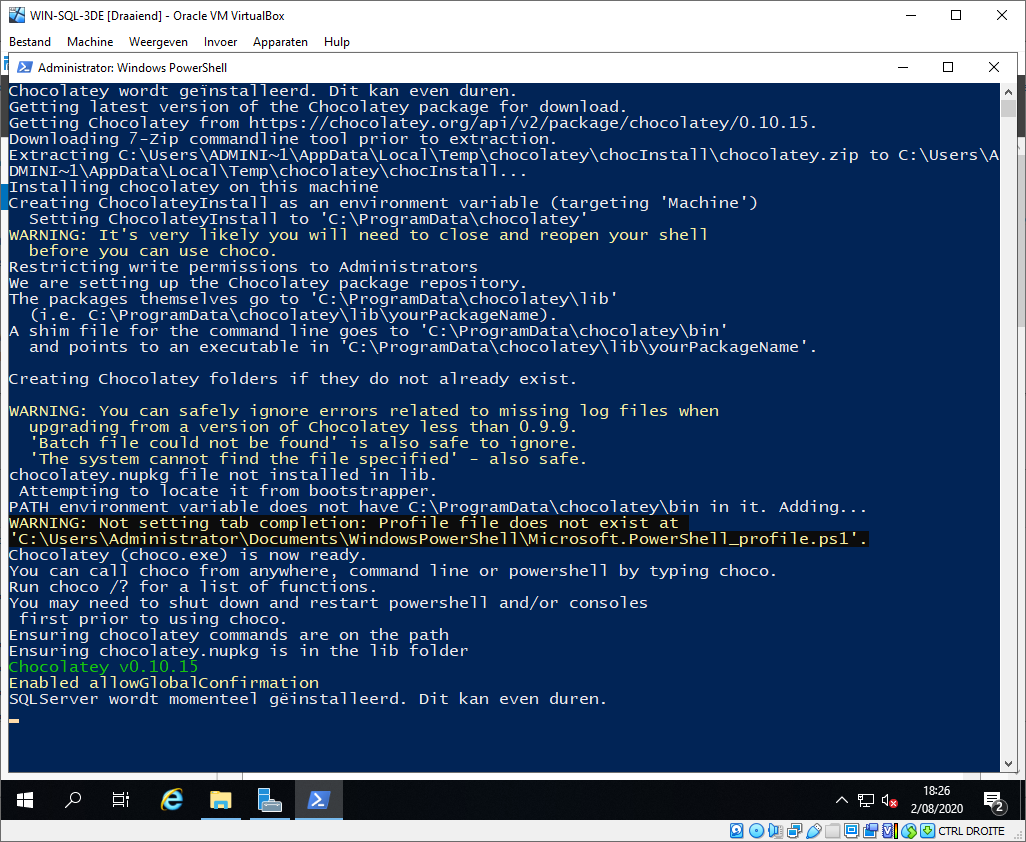 WIN-SQL-3DE [Draaiend] - Oracle VM VirtualBox
Bestand Machine Weergeven Invoer Apparaten Hulp
Administrator: Windows PowerShell
Chocolatey wordt geïnstalleerd. Dit kan even duren.
Getting latest version of the Chocolatey package for download.
Getting Chocolatey from https://chocolatey.org/api/v2/package/chocolatey/0.10.15.
Downloading 7-Zip commandline tool prior to extraction.
Extracting C:\Users\ADMINI~1\AppData\Local\Temp\chocolatey\chocInstall\chocolatey.zip to C:\Users\A
DMINI~1\AppData\Local\Temp\chocolatey\chocInstall...
Installing chocolatey on this machine
Creating ChocolateyInstall as an environment variable (targeting 'Machine')
  Setting ChocolateyInstall to 'C:\ProgramData\chocolatey'
WARNING: It's very likely you will need to close and reopen your shell
  before you can use choco.
Restricting write permissions to Administrators
We are setting up the Chocolatey package repository.
The packages themselves go to 'C:\ProgramData\chocolatey\lib'
  (i.e. C:\ProgramData\chocolatey\lib\yourPackageName).
A shim file for the command line goes to 'C:\ProgramData\chocolatey\bin'
  and points to an executable in 'C:\ProgramData\chocolatey\lib\yourPackageName'.
Creating Chocolatey folders if they do not already exist.
WARNING: You can safely ignore errors related to missing log files when
  upgrading from a version of Chocolatey less than 0.9.9.
  'Batch file could not be found' is also safe to ignore.
  'The system cannot find the file specified' - also safe.
chocolatey.nupkg file not installed in lib.
 Attempting to locate it from bootstrapper.
PATH environment variable does not have C:\ProgramData\chocolatey\bin in it. Adding...
WARNING: Not setting tab completion: Profile file does not exist at
'C:\Users\Administrator\Documents\WindowsPowerShell\Microsoft.PowerShell_profile.ps1'.
Chocolatey (choco.exe) is now ready.
You can call choco from anywhere, command line or powershell by typing choco.
Run choco /? for a list of functions.
You may need to shut down and restart powershell and/or consoles
 first prior to using choco.
Ensuring chocolatey commands are on the path
Ensuring chocolatey.nupkg is in the lib folder
Chocolatey v0.10.15
Enabled allowGlobalConfirmation
SQLServer wordt momenteel gëinstalleerd. Dit kan even duren.
18:26
2/08/2020
2
CTRL DROITE